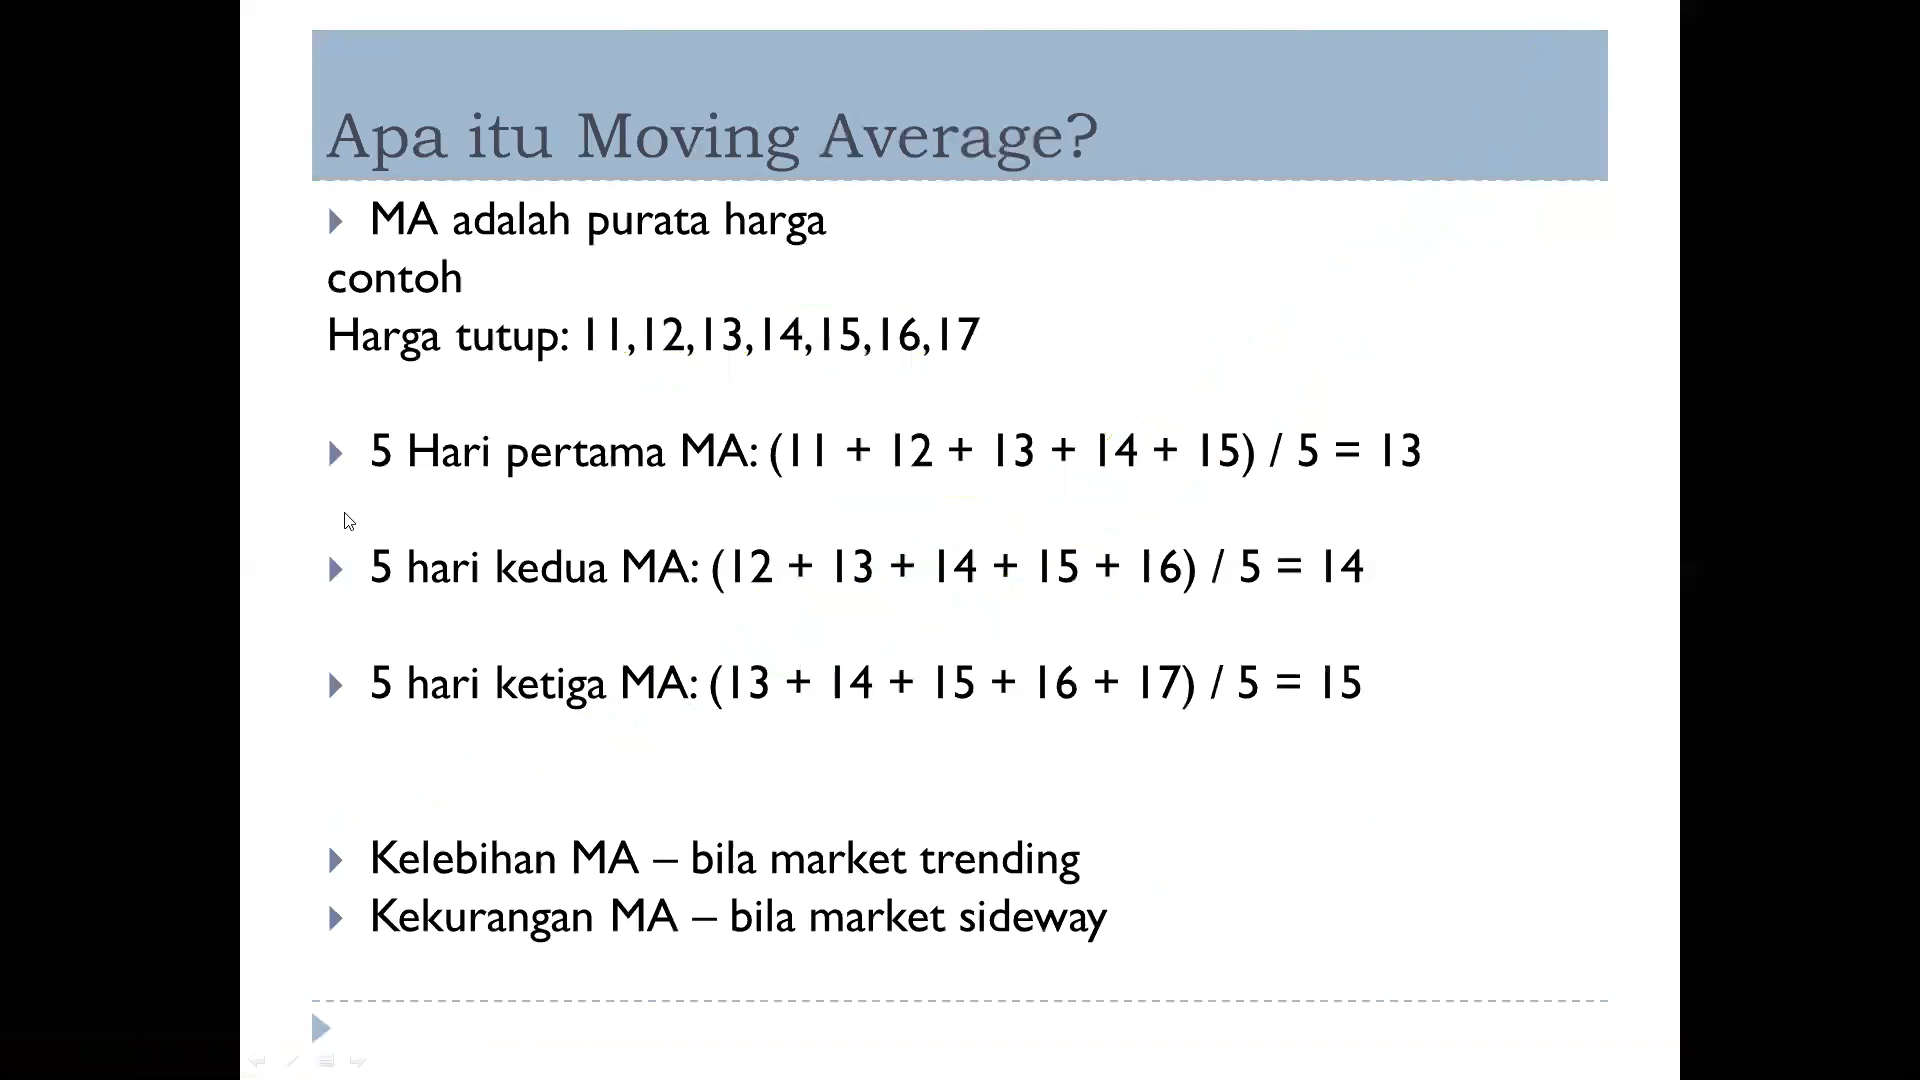 Apa itu Moving Average?
MA adalah purata harga
contoh
Harga tutup: 11,12,13,14,15,16,17
5 Hari pertama MA: (11 + 12 + 13 + 14 + 15) / 5 = 13
5 hari kedua MA: (12 + 13 + 14 + 15 + 16) / 5 = 14
5 hari ketiga MA: (13 + 14 + 15 + 16 + 17) / 5 = 15
Kelebihan MA – bila market trending
Kekurangan MA – bila market sideway